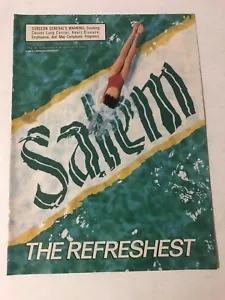 SURGEON GENERAL'S WARNING: Smoking
Causes Lung Cancer, Heart Disease,
Emphysema, And May Complicate Pregnancy.
Salem
THE REFRESHEST